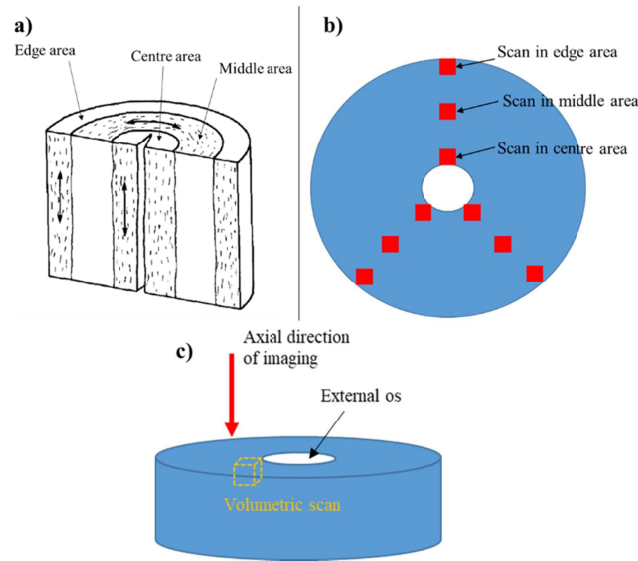 a)
Edge area
Centre area
Middle area
b)
Scan in edge area
Scan in middle area
Scan in centre area
c)
Axial direction
of imaging
External os
Volumetric scan